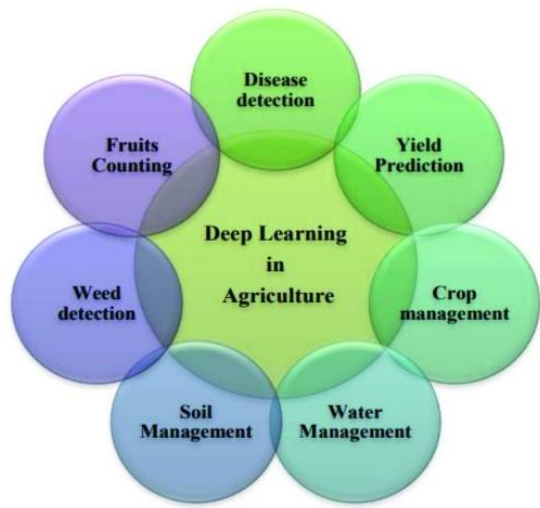 Disease
detection
Yield
Prediction
Crop
management
Water
Management
Soil
Management
Weed
detection
Fruits
Counting
Deep Learning
in
Agriculture